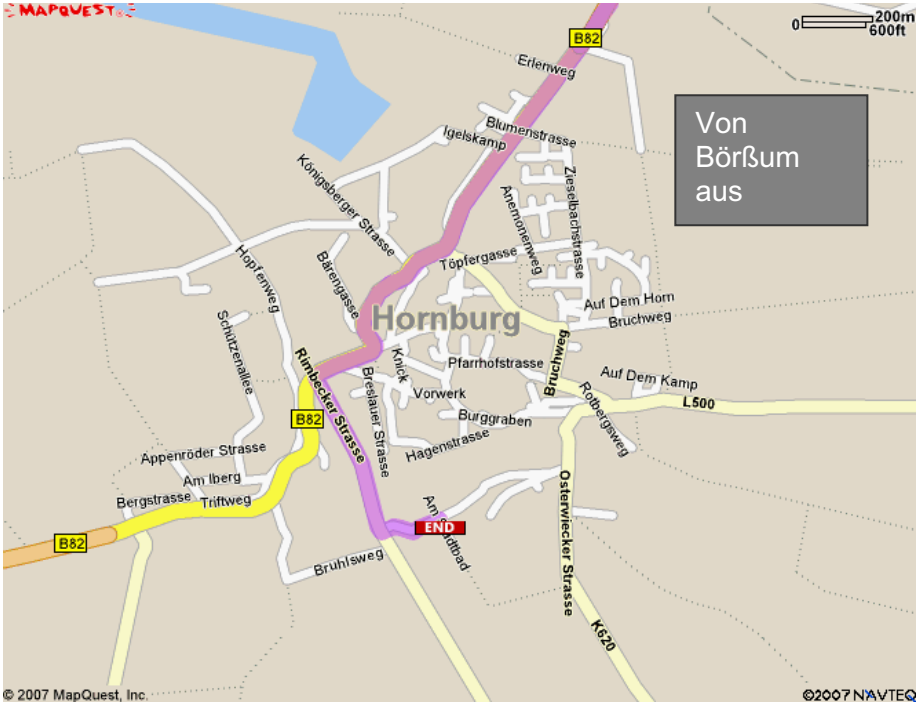 MAPQUEST
0 200m
600ft
B82
Erlenweg
Von
Börßum
aus
Blumenstrasse
Igelskamp
Königsberger Strasse
Zieselbachstrasse
Anemonenweg
Töpfergasse
Hopfenweg
Bärengasse
Auf Dem Horn
Bruchweg
Hornburg
Schützenallee
Rimbecker Strasse
Knick
Pfarrhofstrasse
Bruchweg
Auf Dem Kamp
Breslauer Strasse
Vorwerk
Rotbergsweg
L500
B82
Burggraben
Hagenstrasse
Appenröder Strasse
Am Iberg
Bergstrasse
Triftweg
Osterwiecker Strasse
END
B82
Bruhlsweg
K620
© 2007 MapQuest, Inc.
©2007 NAVTEQ